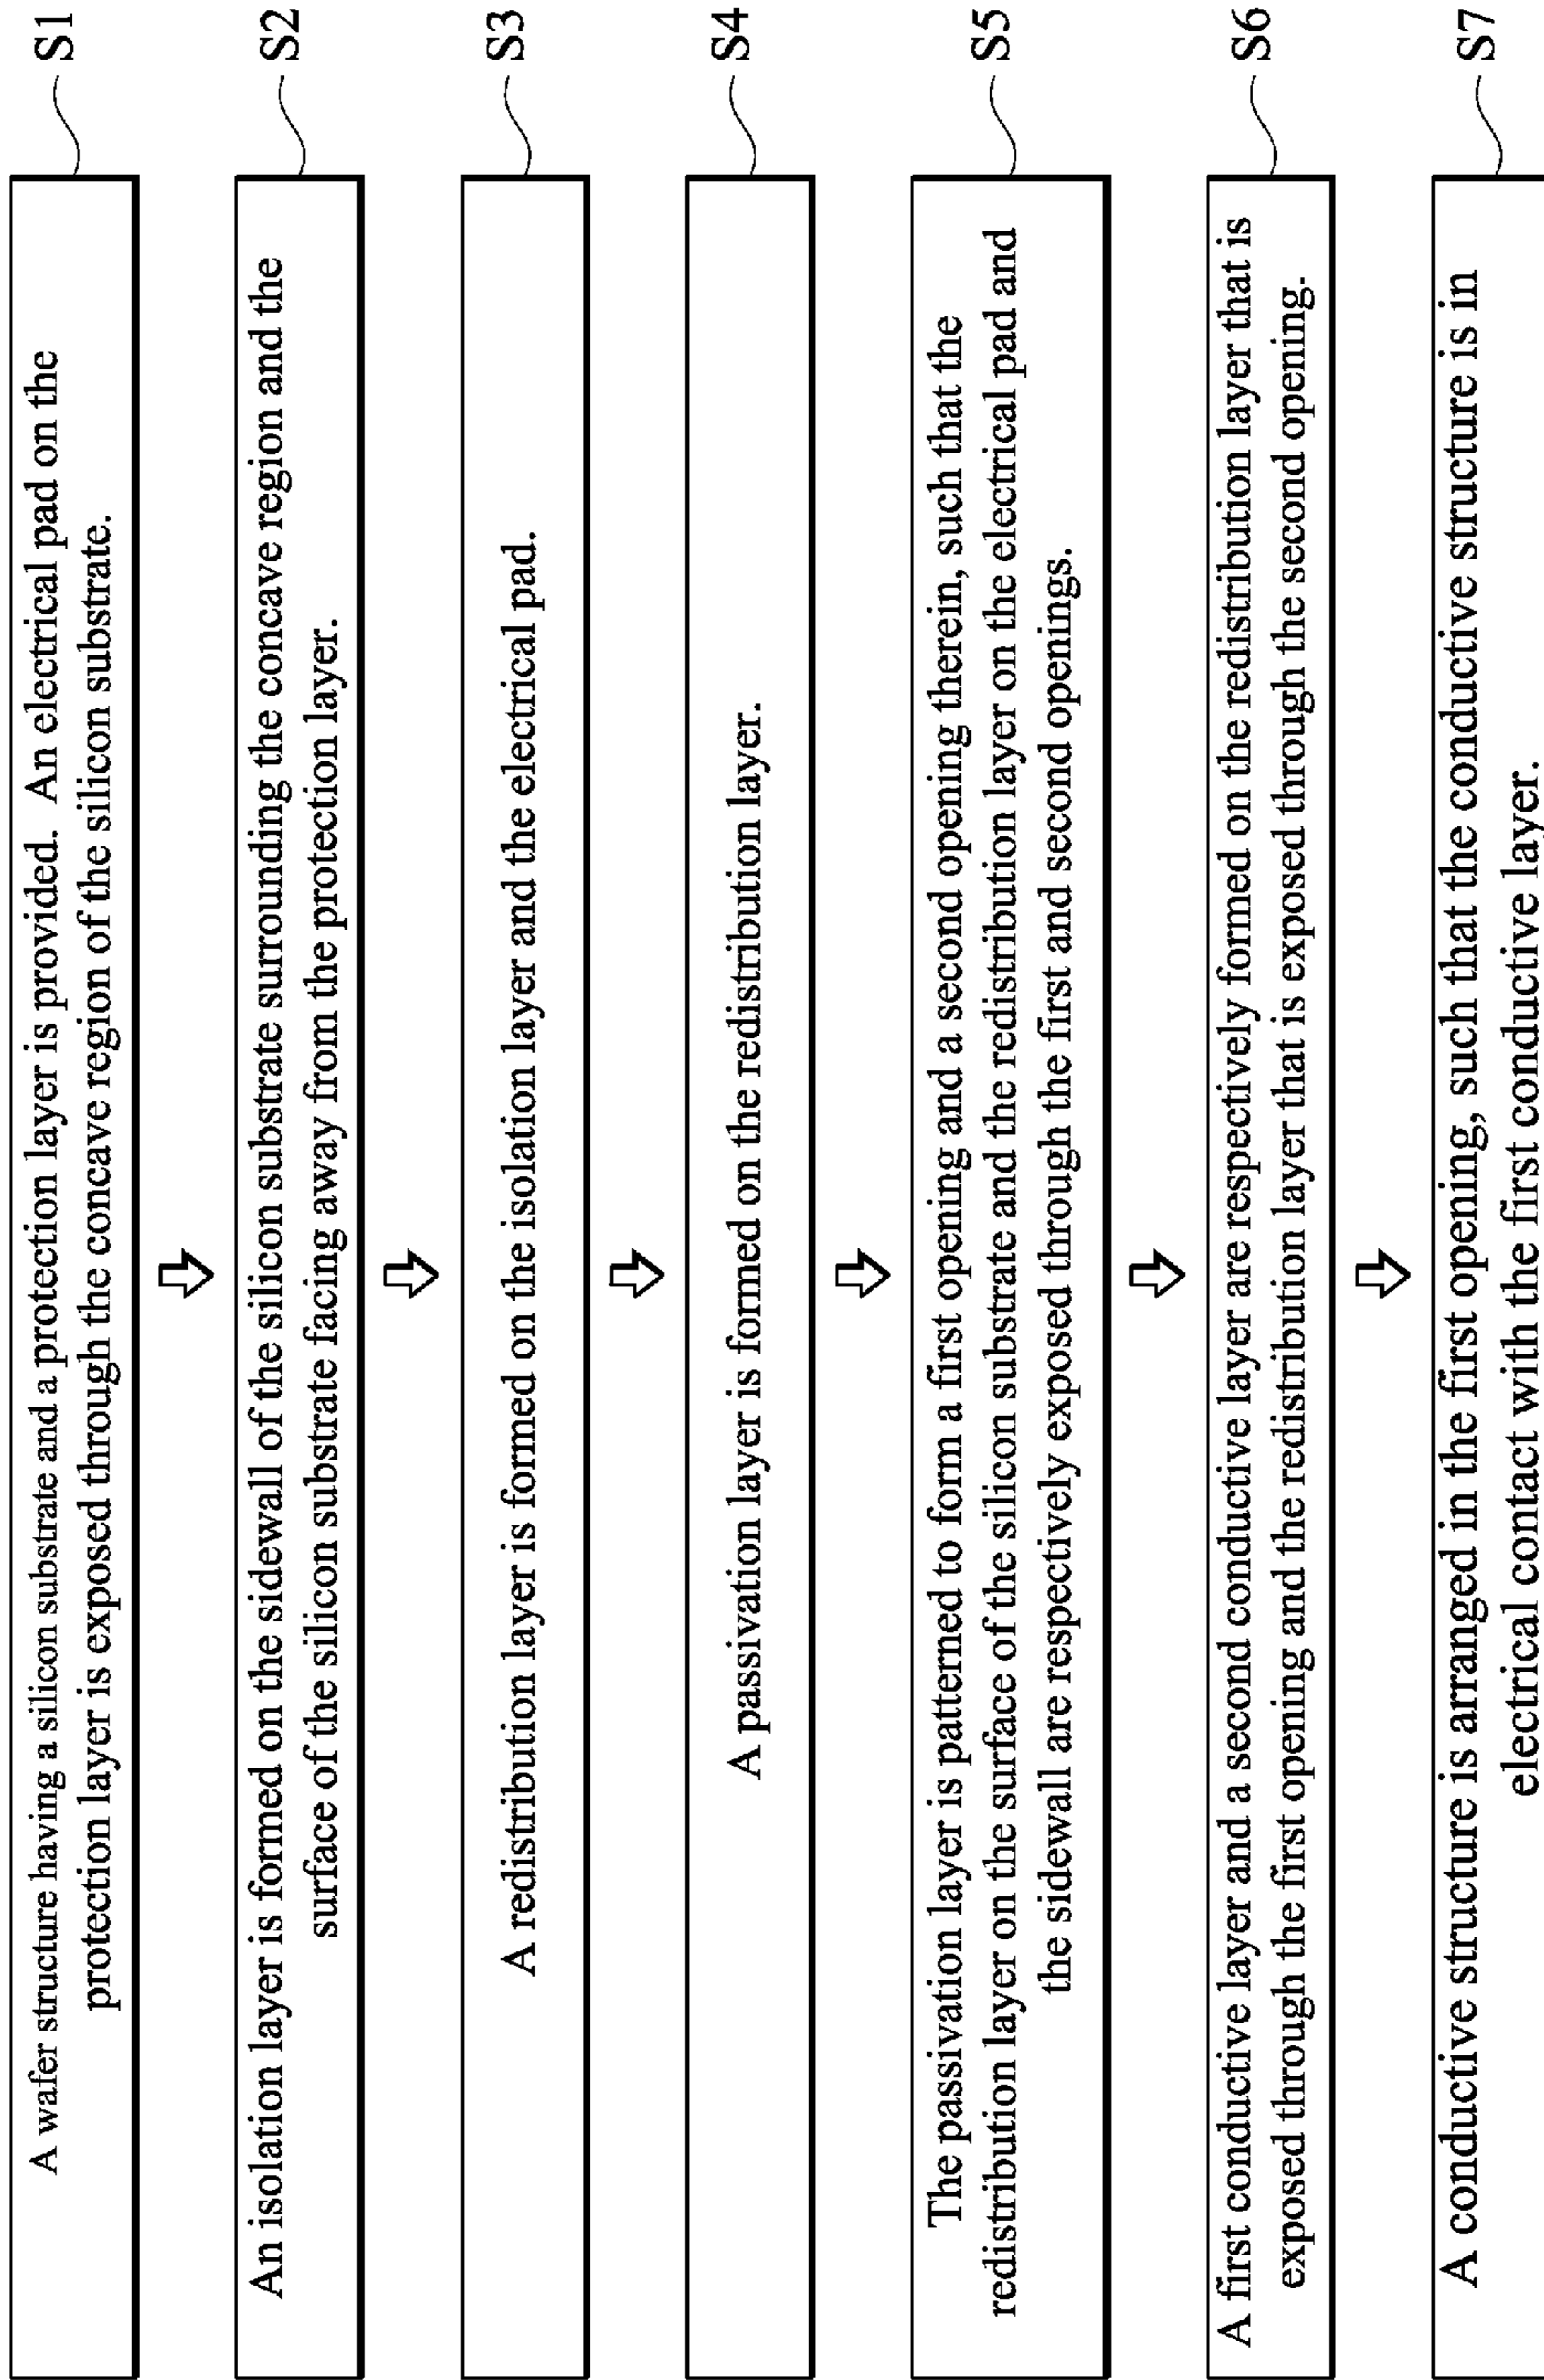 A wafer structure having a silicon substrate and a protection layer is provided. An electrical pad on the
protection layer is exposed through the concave region of the silicon substrate.
S1
An isolation layer is formed on the sidewall of the silicon substrate surrounding the concave region and the
surface of the silicon substrate facing away from the protection layer.
S2
A redistribution layer is formed on the isolation layer and the electrical pad.
S3
A passivation layer is formed on the redistribution layer.
S4
The passivation layer is patterned to form a first opening and a second opening therein, such that the
redistribution layer on the surface of the silicon substrate and the redistribution layer on the electrical pad and
the sidewall are respectively exposed through the first and second openings.
S5
A first conductive layer and a second conductive layer are respectively formed on the redistribution layer that is
exposed through the first opening and the redistribution layer that is exposed through the second opening.
S6
A conductive structure is arranged in the first opening, such that the conductive structure is in
electrical contact with the first conductive layer.
S7